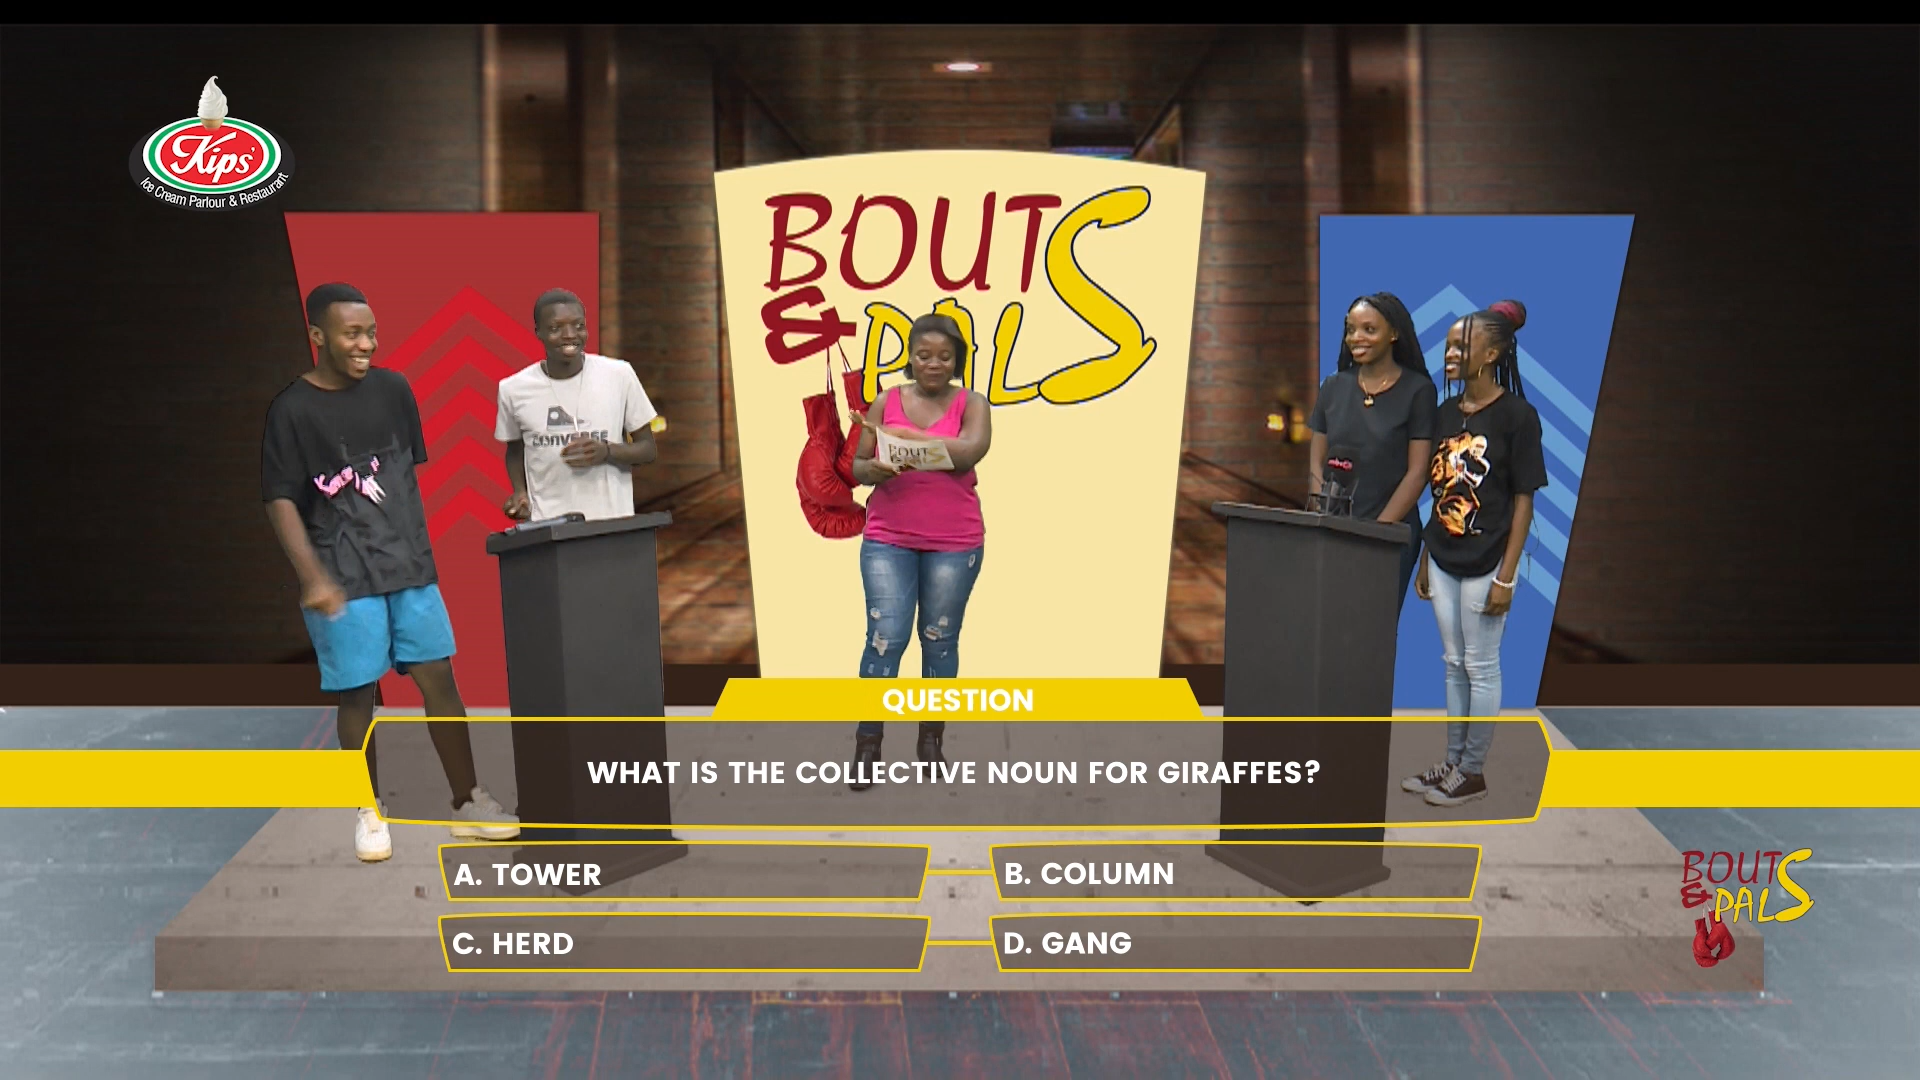 Kips'
Ice Cream Parlour & Restaurant
BOUTS
& PALS
CONVERSE
BOUTS
QUESTION
WHAT IS THE COLLECTIVE NOUN FOR GIRAFFES?
A. TOWER
B. COLUMN
C. HERD
D. GANG
BOUTS
& PALS